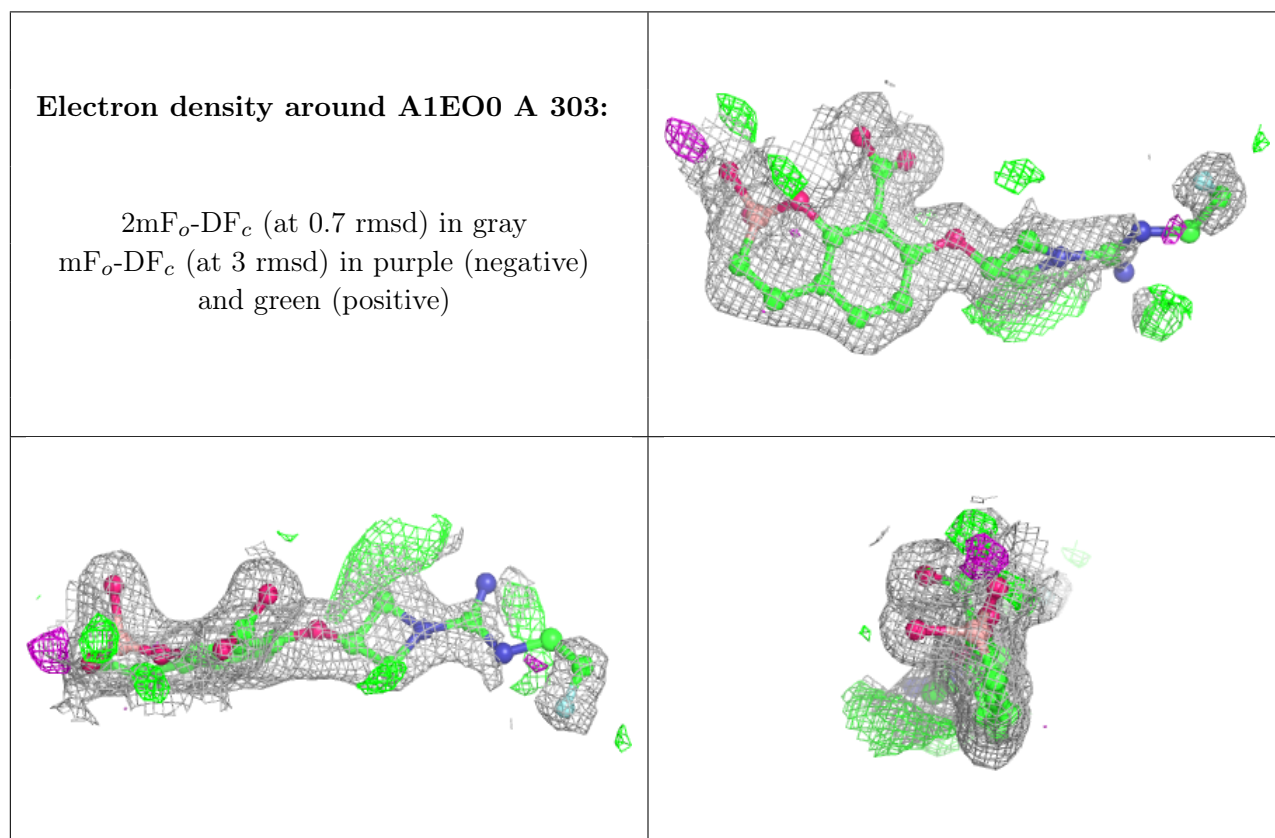 Electron density around A1EO0 A 303:
2mFo-DFc (at 0.7 rmsd) in gray
mFo-DFc (at 3 rmsd) in purple (negative)
and green (positive)